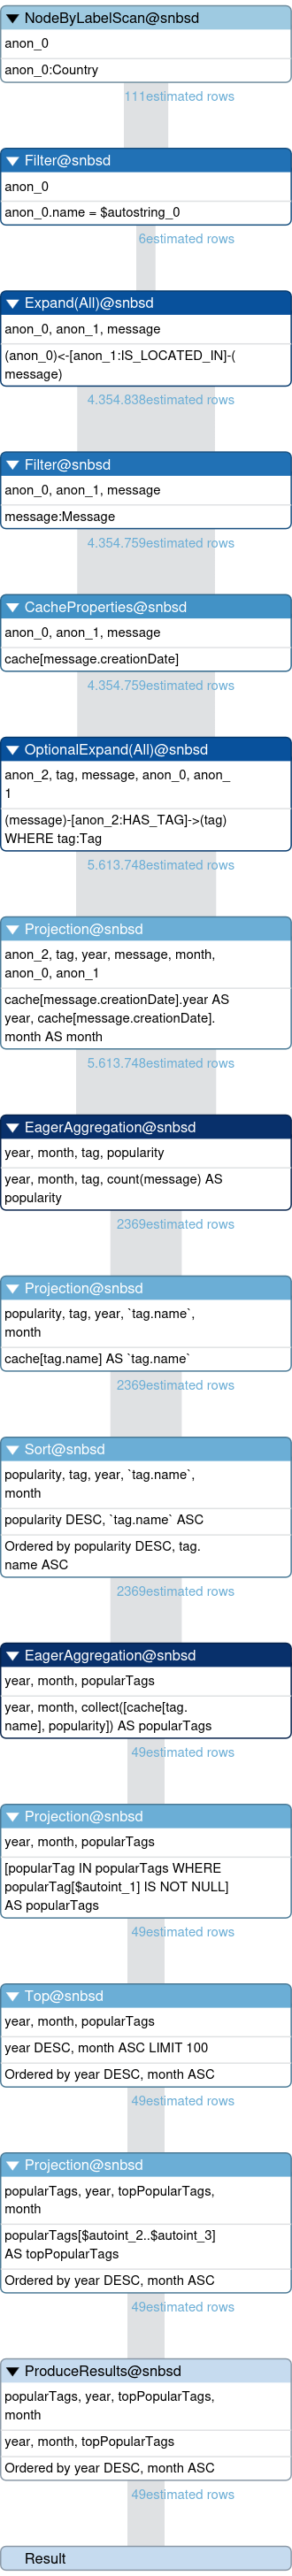 NodeByLabelScan@snbsd
anon_0
anon_0:Country
111estimated rows
Filter@snbsd
anon_0
anon_0.name = $autostring_0
6estimated rows
Expand(All)@snbsd
anon_0, anon_1, message
(anon_0)<-[anon_1:IS_LOCATED_IN]-(
message)
4.354.838estimated rows
Filter@snbsd
anon_0, anon_1, message
message:Message
4.354.759estimated rows
CacheProperties@snbsd
anon_0, anon_1, message
cache[message.creationDate]
4.354.759estimated rows
OptionalExpand(All)@snbsd
anon_2, tag, message, anon_0, anon_
1
(message)-[anon_2:HAS_TAG]->(tag)
WHERE tag:Tag
5.613.748estimated rows
Projection@snbsd
anon_2, tag, year, message, month,
anon_0, anon_1
cache[message.creationDate].year AS
year, cache[message.creationDate].
month AS month
5.613.748estimated rows
EagerAggregation@snbsd
year, month, tag, popularity
year, month, tag, count(message) AS
popularity
2369estimated rows
Projection@snbsd
popularity, tag, year, `tag.name`,
month
cache[tag.name] AS `tag.name`
2369estimated rows
Sort@snbsd
popularity, tag, year, `tag.name`,
month
popularity DESC, `tag.name` ASC
Ordered by popularity DESC, tag.
name ASC
2369estimated rows
EagerAggregation@snbsd
year, month, popularTags
year, month, collect([cache[tag.
name], popularity]) AS popularTags
49estimated rows
Projection@snbsd
year, month, popularTags
[popularTag IN popularTags WHERE
popularTag[$autoint_1] IS NOT NULL]
AS popularTags
49estimated rows
Top@snbsd
year, month, popularTags
year DESC, month ASC LIMIT 100
Ordered by year DESC, month ASC
49estimated rows
Projection@snbsd
popularTags, year, topPopularTags,
month
popularTags[$autoint_2..$autoint_3]
AS topPopularTags
Ordered by year DESC, month ASC
49estimated rows
ProduceResults@snbsd
popularTags, year, topPopularTags,
month
year, month, topPopularTags
Ordered by year DESC, month ASC
49estimated rows
Result